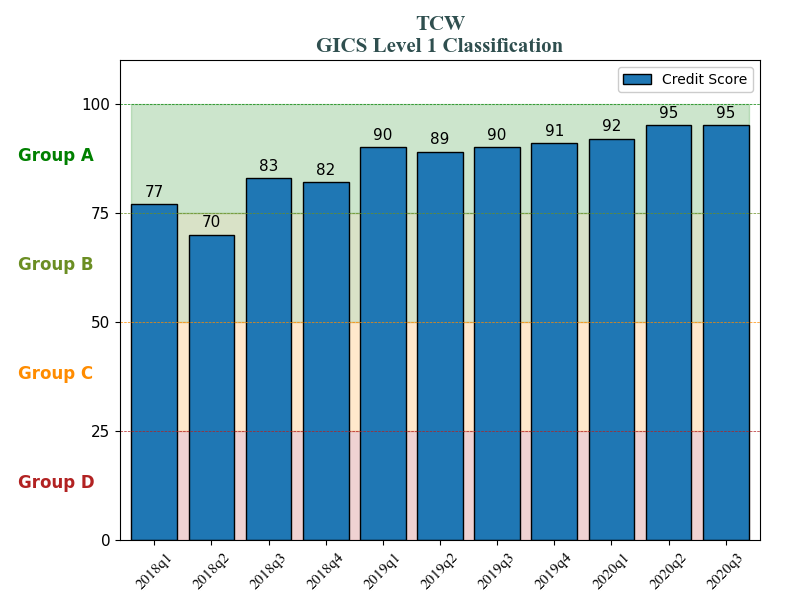 TCW
GICS Level 1 Classification
Credit Score
100
75
50
25
0
Group A
Group B
Group C
Group D
77
70
83
82
90
89
90
91
92
95
95
2018q1
2018q2
2018q3
2018q4
2019q1
2019q2
2019q3
2019q4
2020q1
2020q2
2020q3